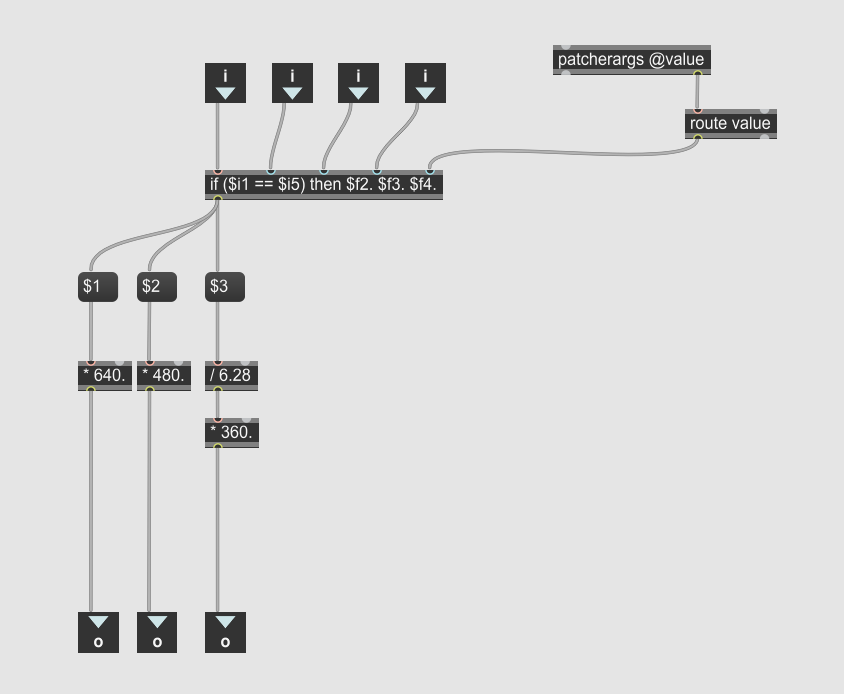 patcherargs @value
i i i i
route value
if ($i1 == $i5) then $f2. $f3. $f4.
$1 $2 $3
* 640. * 480. / 6.28
* 360.
o o o